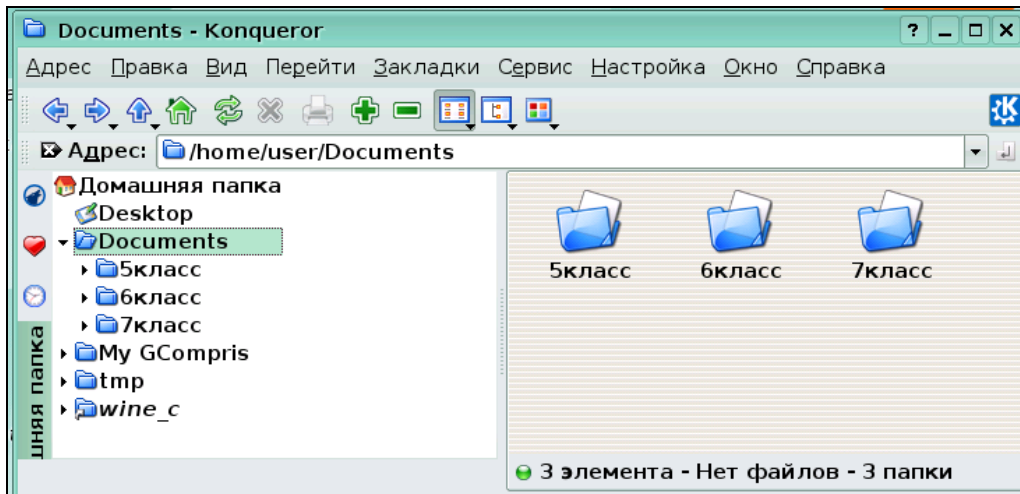 Documents - Konqueror
Адрес Правка Вид Перейти Закладки Сервис Настройка Окно Справка
Адрес: /home/user/Documents
Домашняя папка
Desktop
Documents
5класс
6класс
7класс
My GCompris
tmp
wine_c
шняя папка
5класс 6класс 7класс
3 элемента - Нет файлов - 3 папки